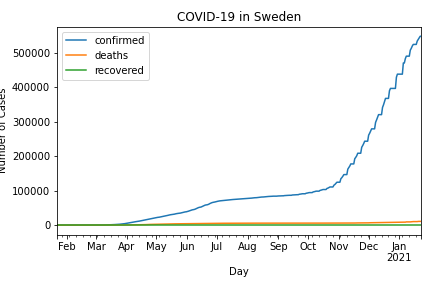 COVID-19 in Sweden
confirmed
deaths
recovered
Number of Cases
500000
400000
300000
200000
100000
0
Feb Mar Apr May Jun Jul Aug Sep Oct Nov Dec Jan
2021
Day